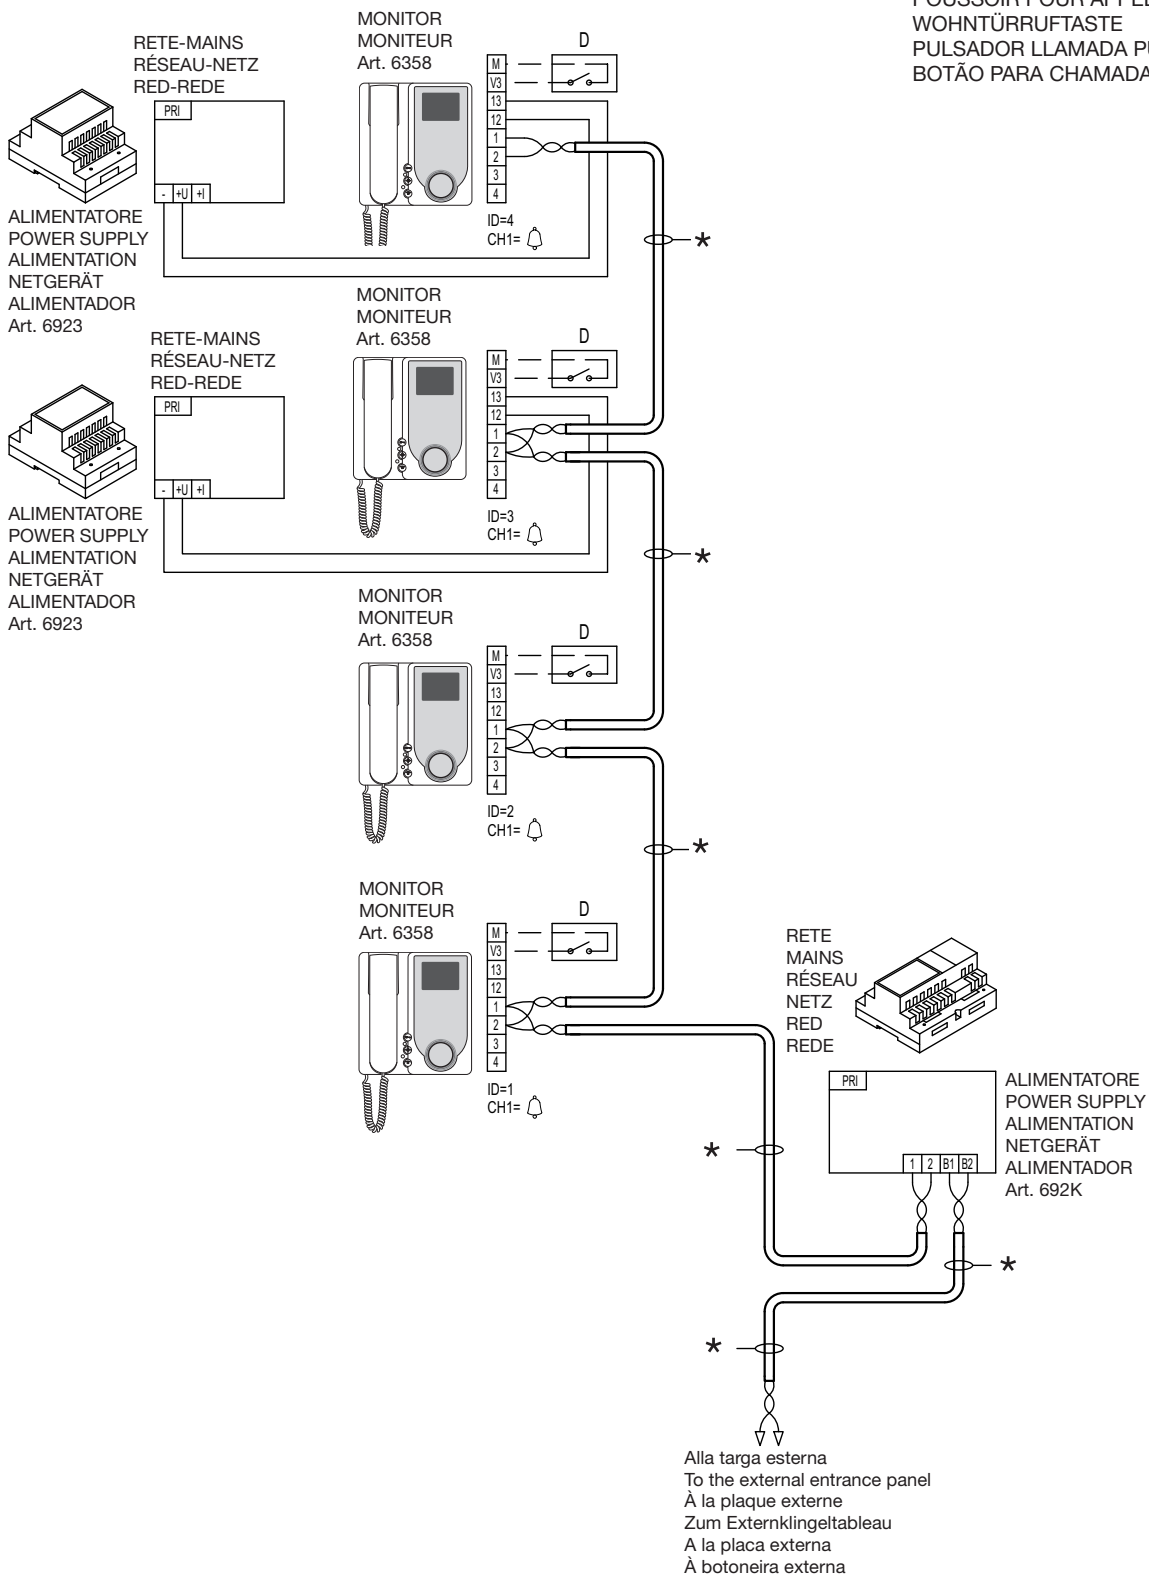 POUSSOIR POUR APPEL
WOHNTÜRRUFTASTE
PULSADOR LLAMADA
BOTÃO PARA CHAMADA
MONITOR
MONITEUR
Art. 6358
D
RETE-MAINS
RÉSEAU-NETZ
RED-REDE
PRI
- +U +I
M
V3
13
12
1
2
3
4
ID=4
CH1=
*
ALIMENTATORE
POWER SUPPLY
ALIMENTATION
NETGERÄT
ALIMENTADOR
Art. 6923
MONITOR
MONITEUR
Art. 6358
D
RETE-MAINS
RÉSEAU-NETZ
RED-REDE
PRI
- +U +I
M
V3
13
12
1
2
3
4
ID=3
CH1=
*
ALIMENTATORE
POWER SUPPLY
ALIMENTATION
NETGERÄT
ALIMENTADOR
Art. 6923
MONITOR
MONITEUR
Art. 6358
D
M
V3
13
12
1
2
3
4
ID=2
CH1=
*
MONITOR
MONITEUR
Art. 6358
D
M
V3
13
12
1
2
3
4
ID=1
CH1=
*
RETE
MAINS
RÉSEAU
NETZ
RED
REDE
PRI
1 2 B1 B2
ALIMENTATORE
POWER SUPPLY
ALIMENTATION
NETGERÄT
ALIMENTADOR
Art. 692K
*
*
Alla targa esterna
To the external entrance panel
À la plaque externe
Zum Externklingeltableau
A la placa externa
À botoneira externa